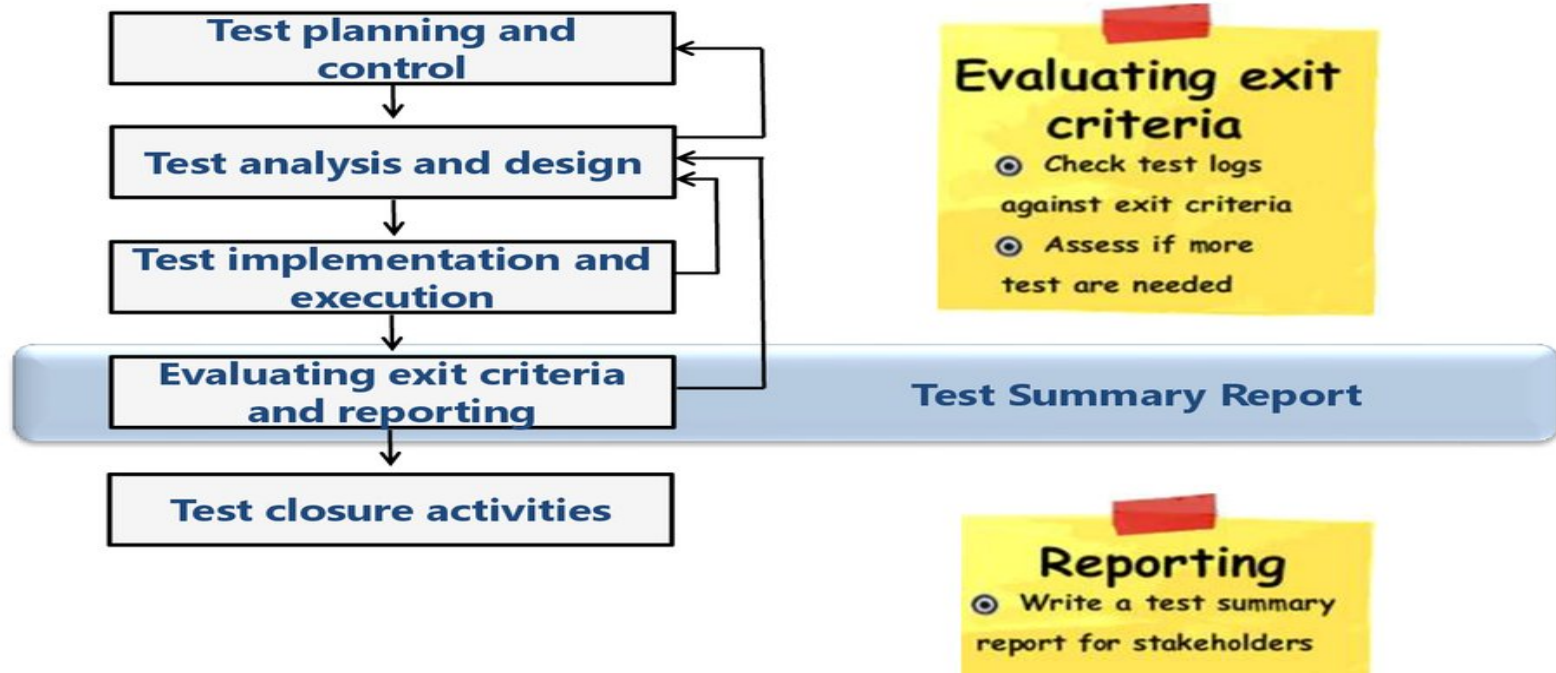 Test planning and
control
Test analysis and design
Test implementation and
execution
Evaluating exit criteria
and reporting
Test closure activities
Evaluating exit
criteria
Check test logs
against exit criteria
Assess if more
test are needed
Test Summary Report
Reporting
Write a test summary
report for stakeholders